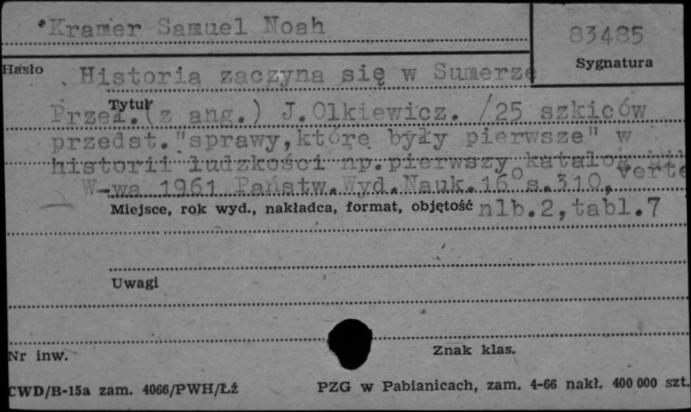 Kramer Samuel Noah
83485
Hasło
Sygnatura
Historia zaczyna się w Sumerze
Tytuł
Przeł. (z ang.) J.Olkiewicz. /25 szkiców
przedst."sprawy,które były pierwsze" w
historii ludzkości np.pierwszy katalog
W-wa 1961 Państw.Wyd.Nauk.16° s.310, verte
Miejsce, rok wyd., nakładca, format, objętość
nlb.2,tabl.7
Uwagi
Nr inw.
Znak klas.
CWD/B-15a zam. 4066/PWH/Łż
PZG w Pabianicach, zam. 4-66 nakł. 400 000 szt.